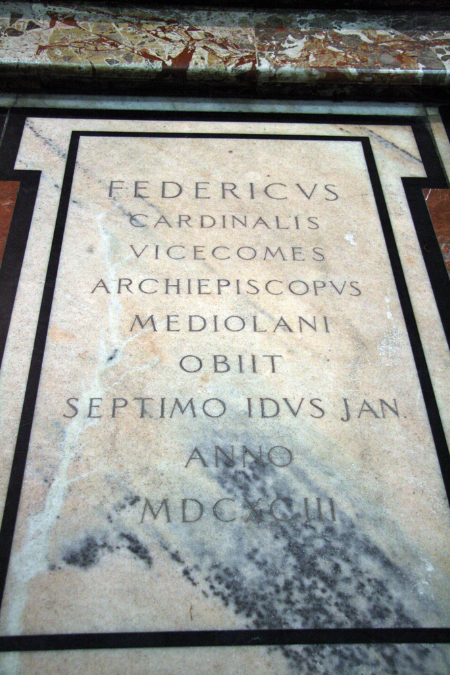 FEDERICVS
CARDINALIS
VICECOMES
ARCHIEPISCOPVS
MEDIOLANI
OBIIT
SEPTIMO IDVS JAN.
ANNO
MDCXCIII